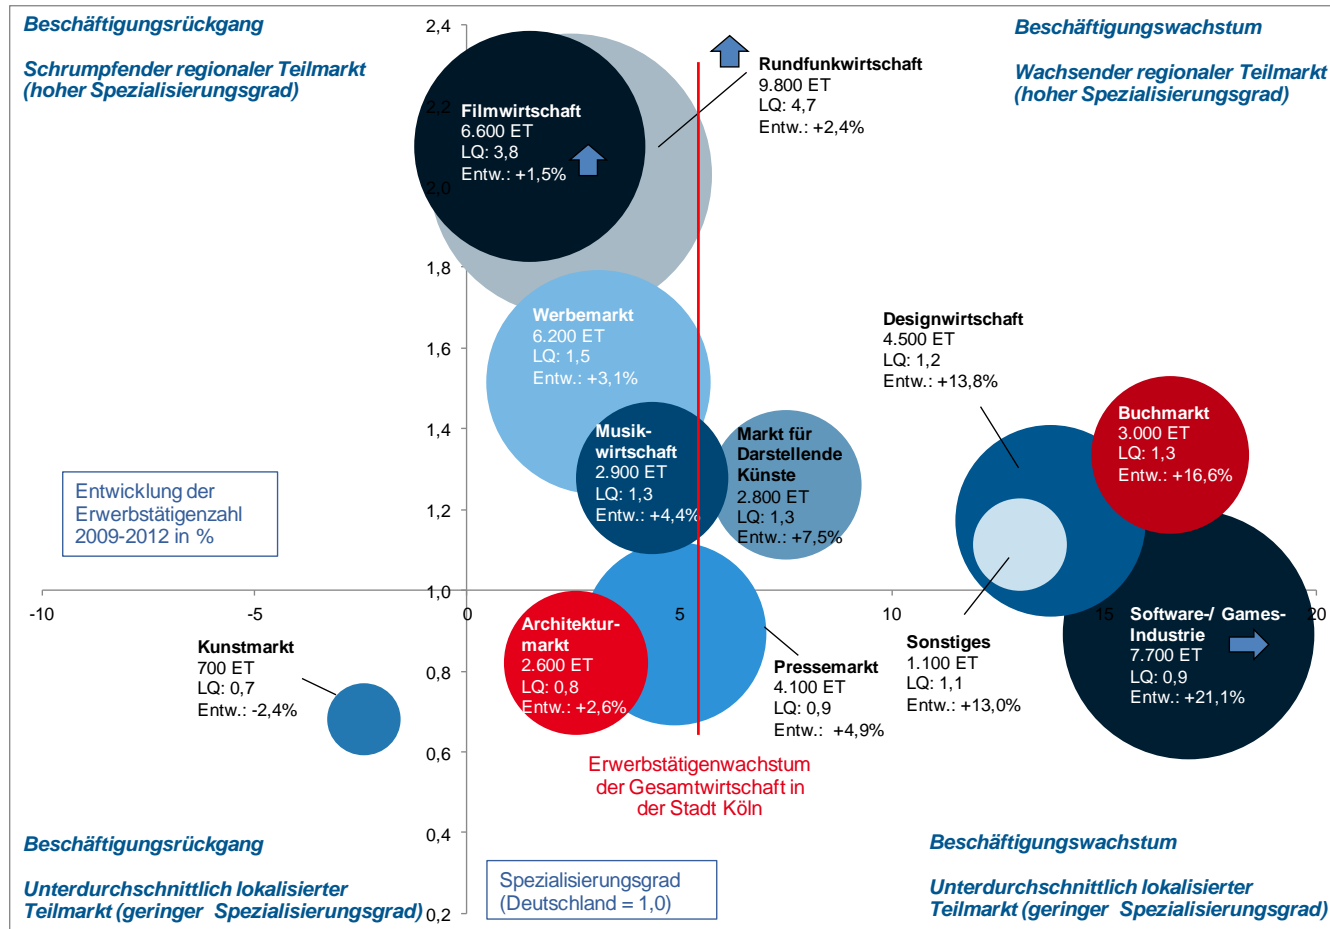 Beschäftigungsrückgang
Schrumpfender regionaler Teilmarkt
(hoher Spezialisierungsgrad)
Beschäftigungswachstum
Wachsender regionaler Teilmarkt
(hoher Spezialisierungsgrad)
2,4
2,2
2,0
1,8
1,6
1,4
1,2
1,0
0,8
0,6
0,4
0,2
Filmwirtschaft
6.600 ET
LQ: 3,8
Entw.: +1,5%
Rundfunkwirtschaft
9.800 ET
LQ: 4,7
Entw.: +2,4%
Werbemarkt
6.200 ET
LQ: 1,5
Entw.: +3,1%
Designwirtschaft
4.500 ET
LQ: 1,2
Entw.: +13,8%
Buchmarkt
3.000 ET
LQ: 1,3
Entw.: +16,6%
Musik-
wirtschaft
2.900 ET
LQ: 1,3
Entw.: +4,4%
Markt für
Darstellende
Künste
2.800 ET
LQ: 1,3
Entw.: +7,5%
Entwicklung der
Erwerbstätigenzahl
2009-2012 in %
-10
-5
0
5
10
15
20
Kunstmarkt
700 ET
LQ: 0,7
Entw.: -2,4%
Architektur-
markt
2.600 ET
LQ: 0,8
Entw.: +2,6%
Pressemarkt
4.100 ET
LQ: 0,9
Entw.: +4,9%
Sonstiges
1.100 ET
LQ: 1,1
Entw.: +13,0%
Software-/ Games-
Industrie
7.700 ET
LQ: 0,9
Entw.: +21,1%
Erwerbstätigenwachstum
der Gesamtwirtschaft in
der Stadt Köln
Beschäftigungsrückgang
Unterdurchschnittlich lokalisierter
Teilmarkt (geringer Spezialisierungsgrad)
Spezialisierungsgrad
(Deutschland = 1,0)
Beschäftigungswachstum
Unterdurchschnittlich lokalisierter
Teilmarkt (geringer Spezialisierungsgrad)